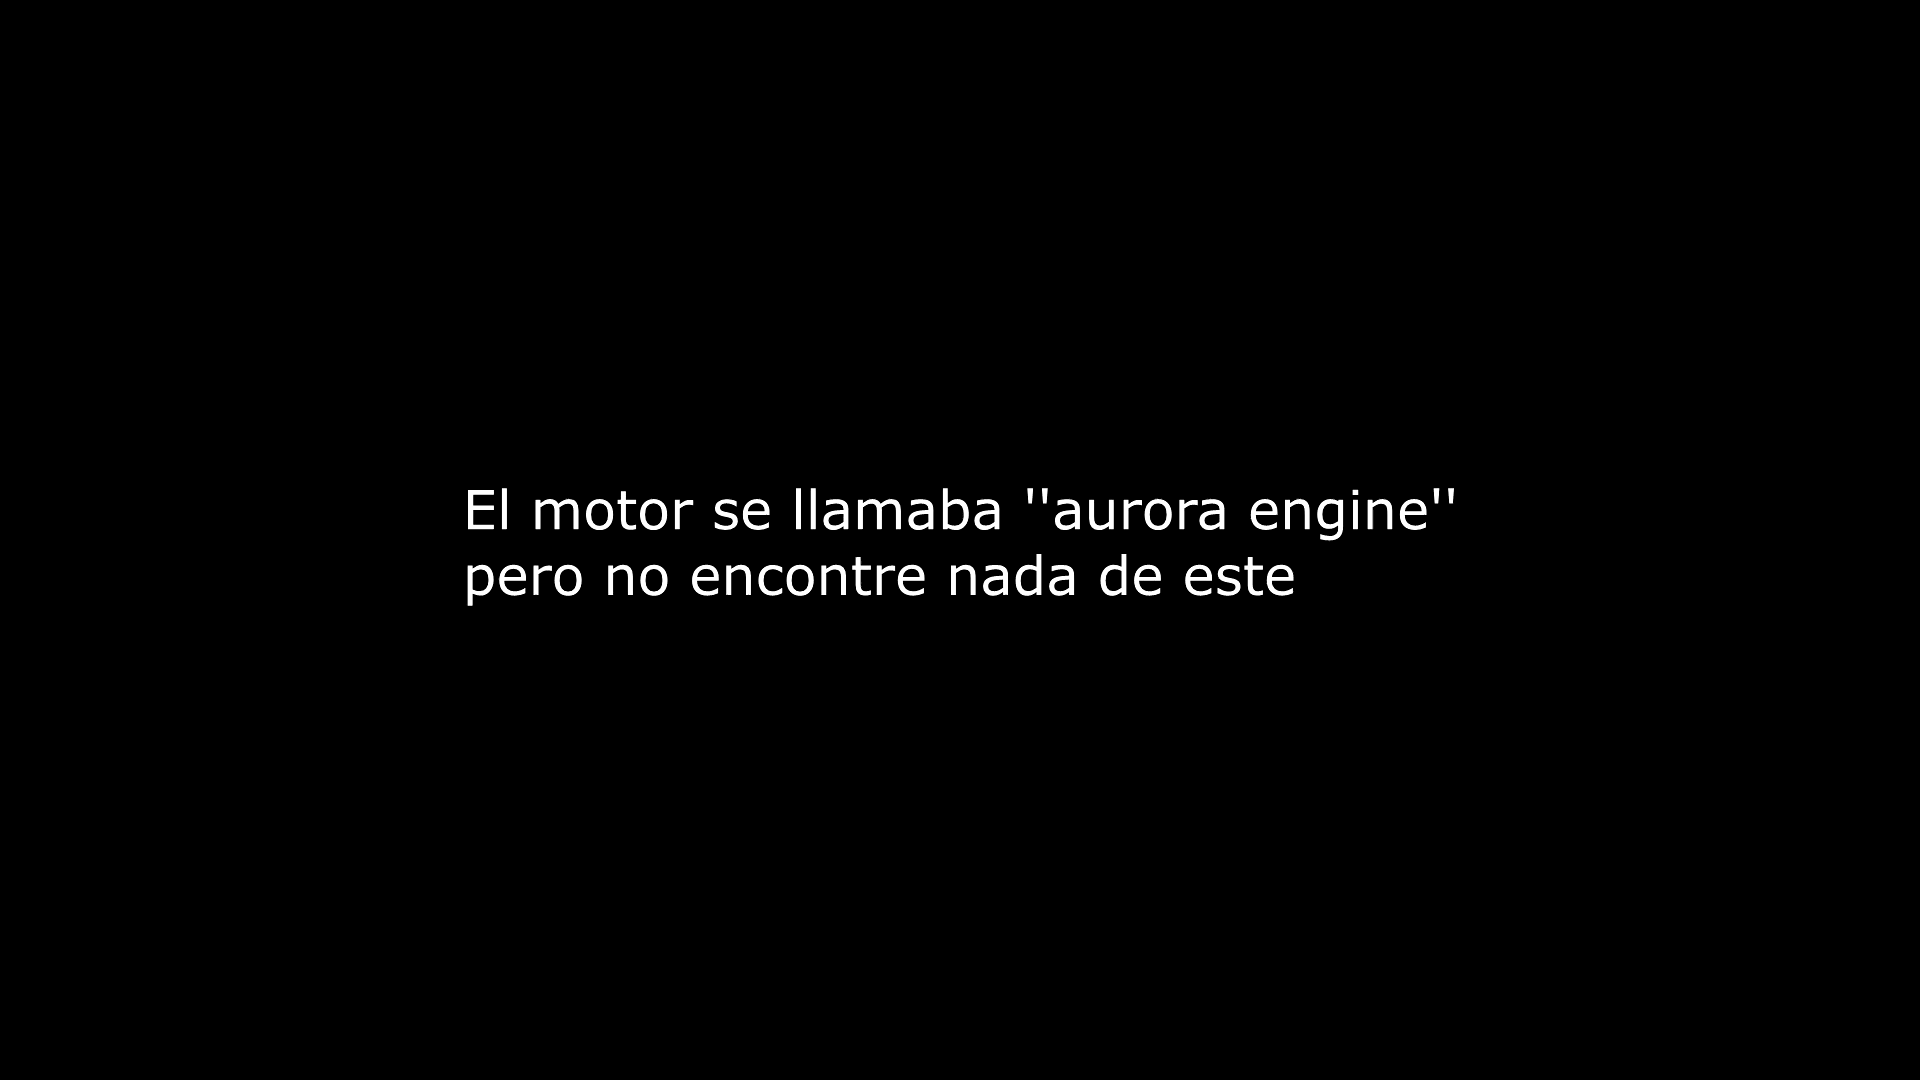 El motor se llamaba ''aurora engine''
pero no encontre nada de este